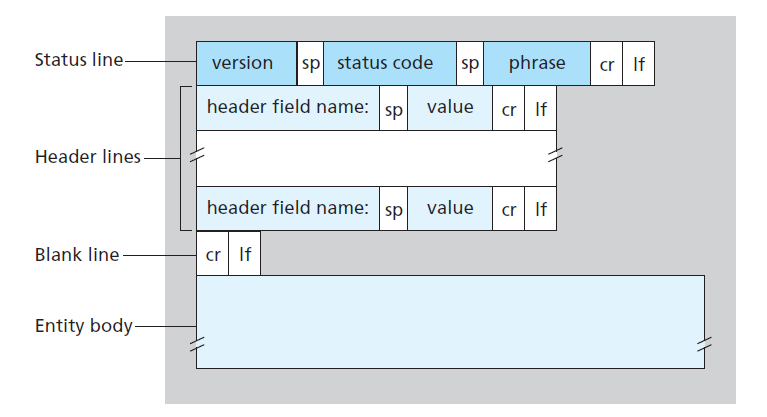 Status line version sp status code sp phrase cr lf
header field name: sp value cr lf
Header lines
header field name: sp value cr lf
Blank line cr lf
Entity body